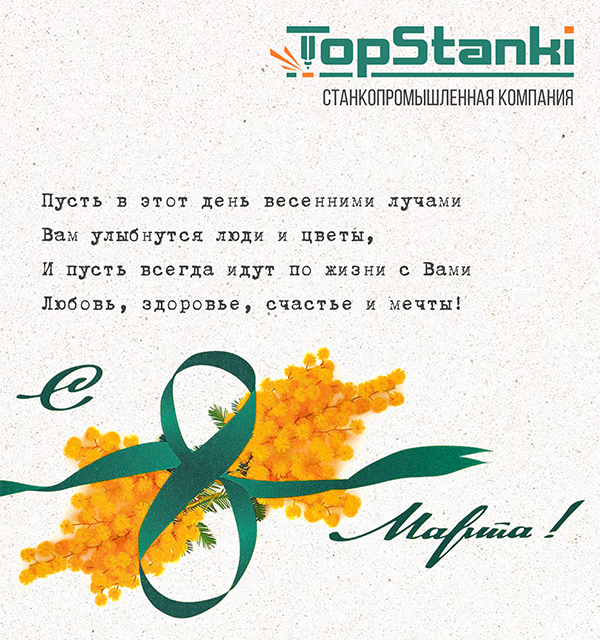 TopStanki
СТАНКОПРОМЫШЛЕННАЯ КОМПАНИЯ
Пусть в этот день весенними лучами
Вам улыбнутся люди и цветы,
И пусть всегда идут по жизни с Вами
Любовь, здоровье, счастье и мечты!
С 8
Марта!